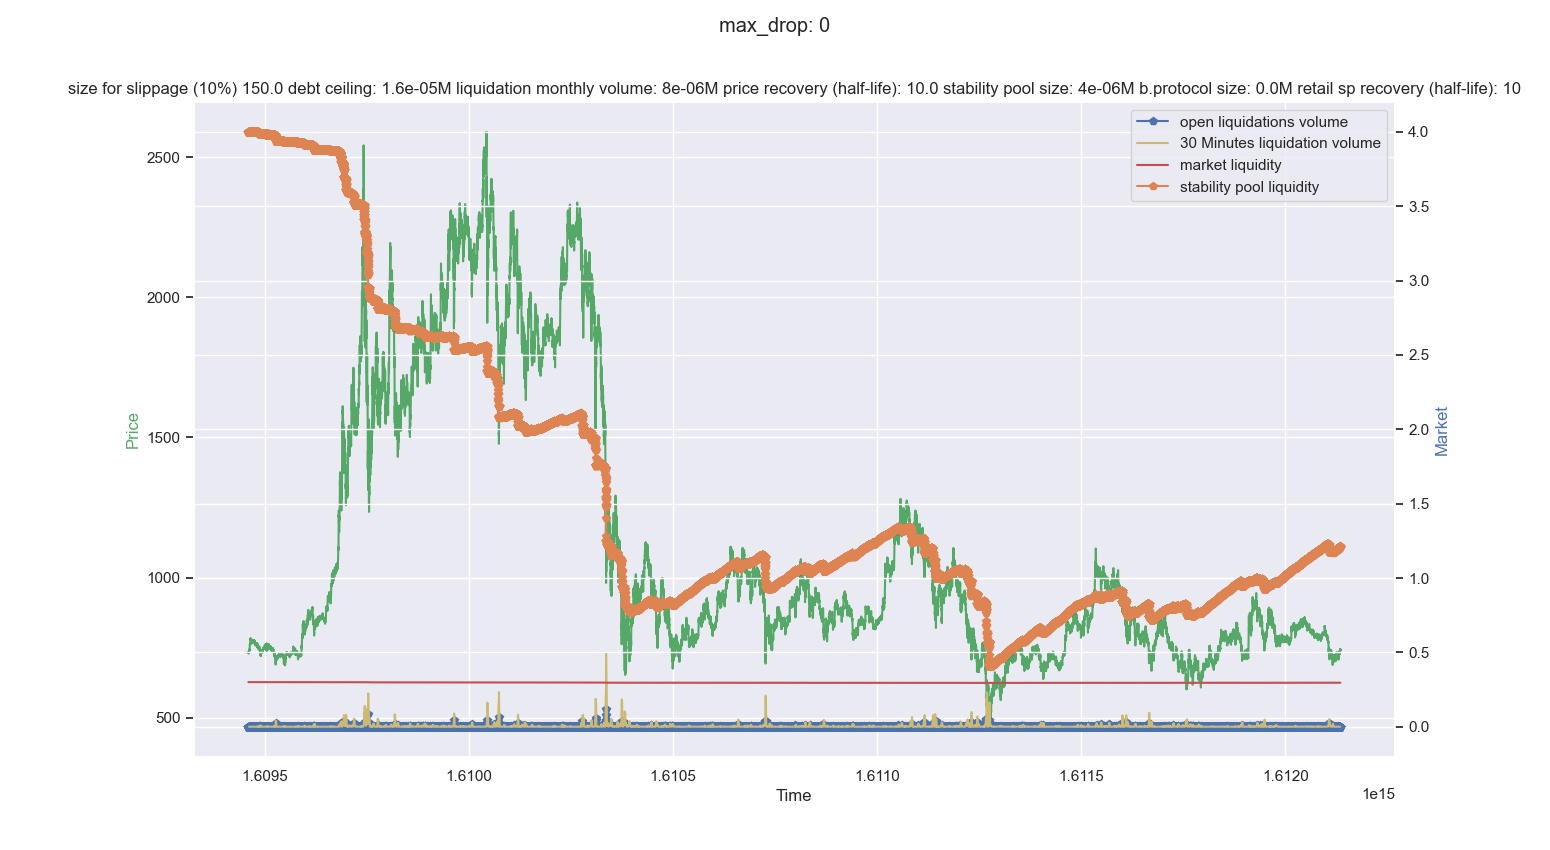 max_drop: 0
size for slippage (10%) 150.0 debt ceiling: 1.6e-05M liquidation monthly volume: 8e-06M price recovery (half-life): 10.0 stability pool size: 4e-06M b.protocol size: 0.0M retail sp recovery (half-life): 10
open liquidations volume
30 Minutes liquidation volume
market liquidity
stability pool liquidity
2500
2000
1500
1000
500
Price
4.0
3.5
3.0
2.5
2.0
1.5
1.0
0.5
0.0
Market
1.6095 1.6100 1.6105 1.6110 1.6115 1.6120
Time
1e15